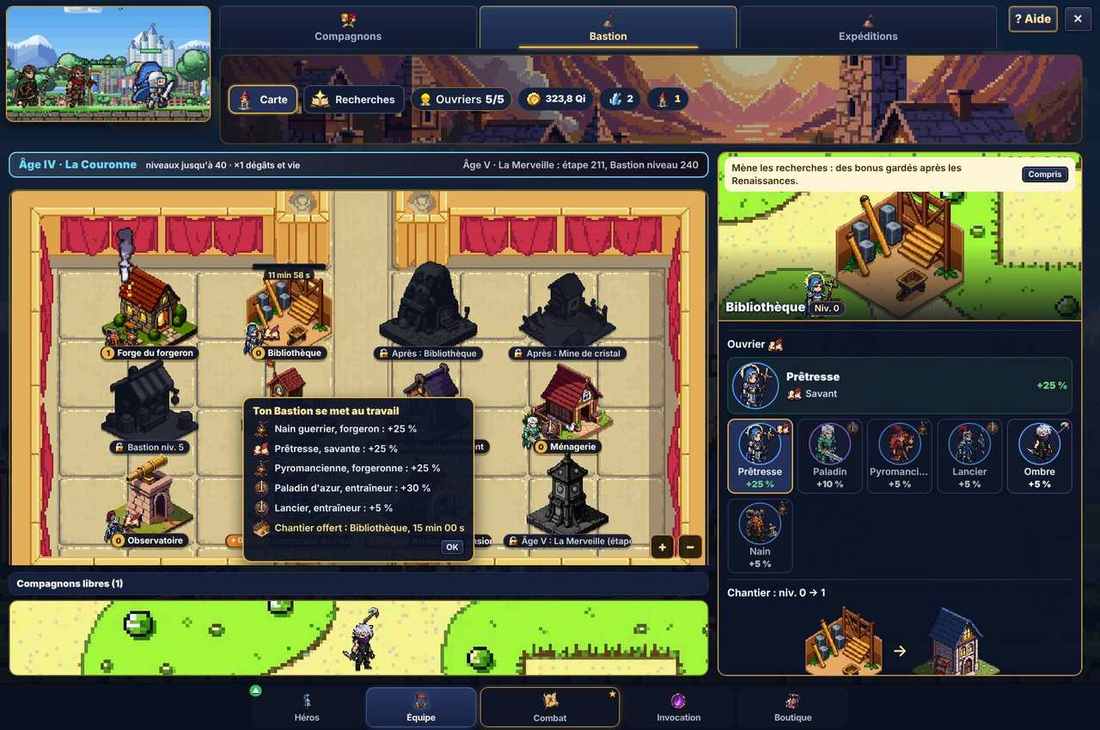 Compagnons
Bastion
Expéditions
? Aide
×
Carte
Recherches
Ouvriers 5/5
323,8 Qi
2
1
Âge IV · La Couronne
niveaux jusqu'à 40 · ×1 dégâts et vie
Âge V · La Merveille : étape 211, Bastion niveau 240
11 min 58 s
1 Forge du forgeron
0 Bibliothèque
Après : Bibliothèque
Après : Mine de cristal
Bastion niv. 5
0 Ménagerie
0 Observatoire
Âge V : La Merveille (étape
+
−
Ton Bastion se met au travail
Nain guerrier, forgeron : +25 %
Prêtresse, savante : +25 %
Pyromancienne, forgeronne : +25 %
Paladin d'azur, entraîneur : +30 %
Lancier, entraîneur : +5 %
Chantier offert : Bibliothèque, 15 min 00 s
OK
Compagnons libres (1)
Mène les recherches : des bonus gardés après les
Renaissances.
Compris
Bibliothèque
Niv. 0
Ouvrier
Prêtresse
Savant
+25 %
Prêtresse
+25 %
Paladin
+10 %
Pyromanci...
+5 %
Lancier
+5 %
Ombre
+5 %
Nain
+5 %
Chantier : niv. 0 → 1
→
Héros
Équipe
Combat
Invocation
Boutique